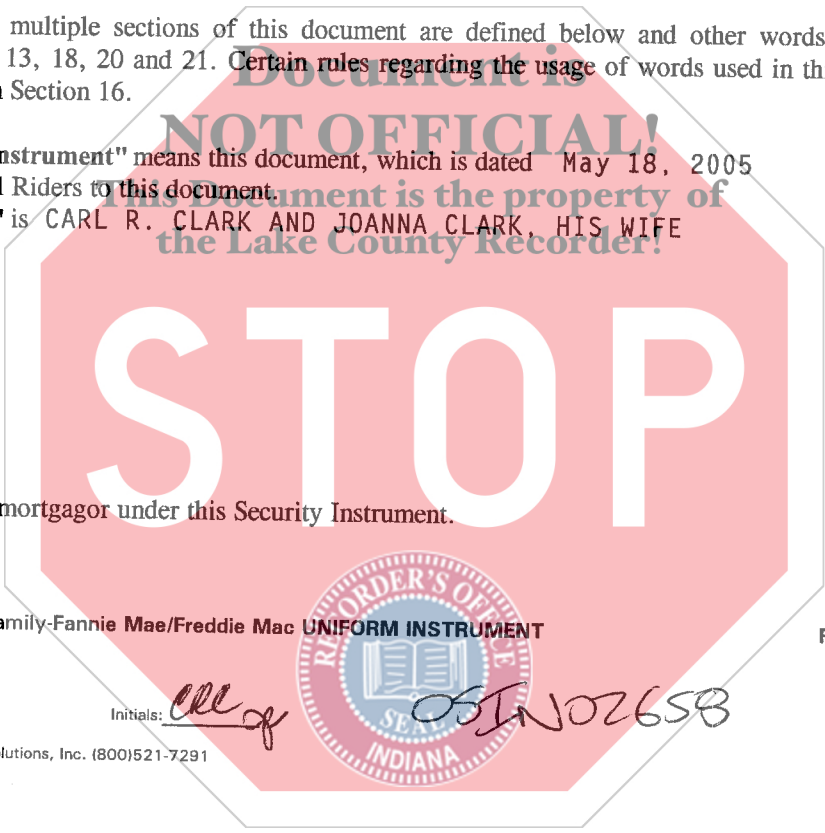 multiple sections of this document are defined below and other words
13, 18, 20 and 21. Certain rules regarding the usage of words used in th
Section 16.
Document is
NOT OFFICIAL!
nstrument" means this document, which is dated May 18, 2005
l Riders to this document.
This Document is the property of
" is CARL R. CLARK AND JOANNA CLARK, HIS WIFE
the Lake County Recorder!
STOP
mortgagor under this Security Instrument.
RECORDER'S OFFICE
amily-Fannie Mae/Freddie Mac UNIFORM INSTRUMENT
Initials: CRC
05IN02658
SEAL
INDIANA
lutions, Inc. (800)521-7291